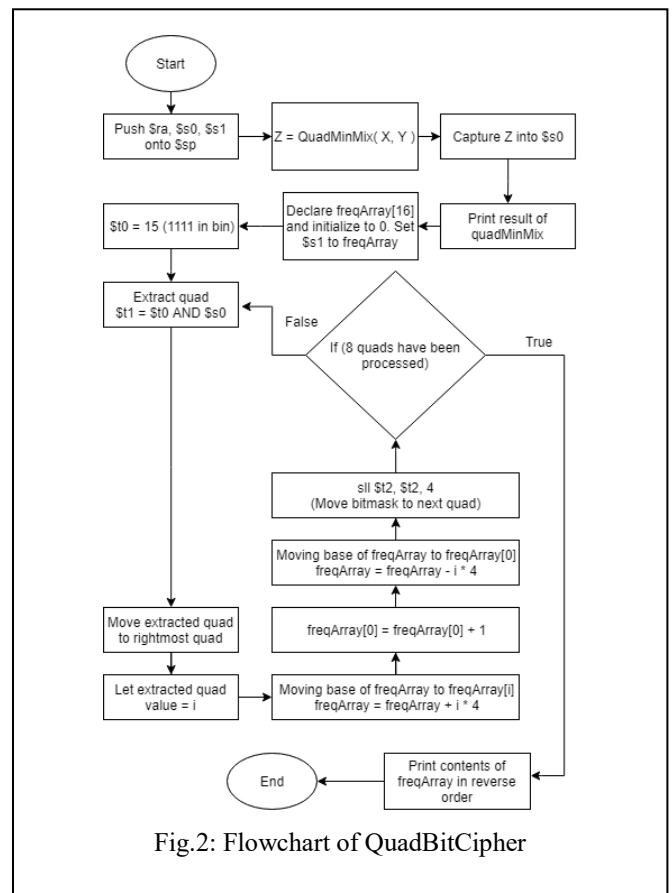 Start
Push $ra, $s0, $s1
onto $sp
Z = QuadMinMix( X, Y )
Capture Z into $s0
Print result of
quadMinMix
Declare freqArray[16]
and initialize to 0. Set
$s1 to freqArray
$t0 = 15 (1111 in bin)
Extract quad
$t1 = $t0 AND $s0
False
If (8 quads have been
processed)
True
sll $t2, $t2, 4
(Move bitmask to next quad)
Moving base of freqArray to freqArray[0]
freqArray = freqArray - i * 4
freqArray[0] = freqArray[0] + 1
Move extracted quad
to rightmost quad
Let extracted quad
value = i
Moving base of freqArray to freqArray[i]
freqArray = freqArray + i * 4
End
Print contents of
freqArray in reverse
order
Fig.2: Flowchart of QuadBitCipher